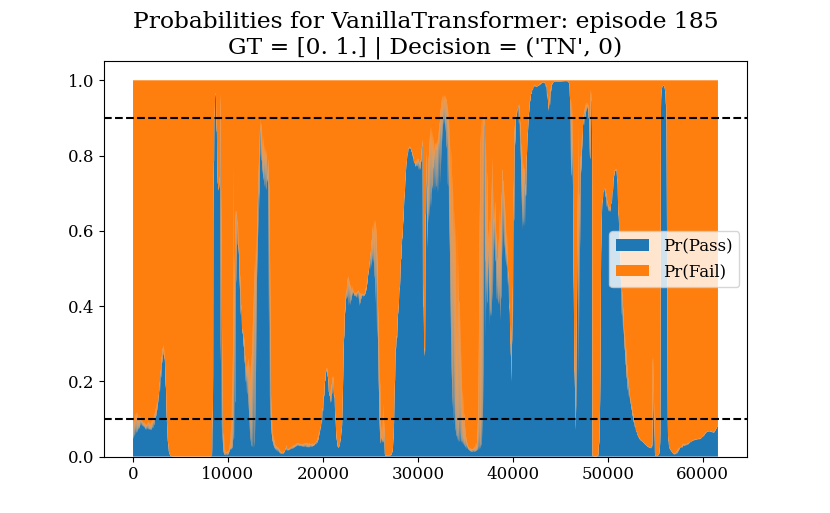 Probabilities for VanillaTransformer: episode 185
GT = [0. 1.] | Decision = ('TN', 0)
1.0
0.8
0.6
0.4
0.2
0.0
Pr(Pass)
Pr(Fail)
0 10000 20000 30000 40000 50000 60000